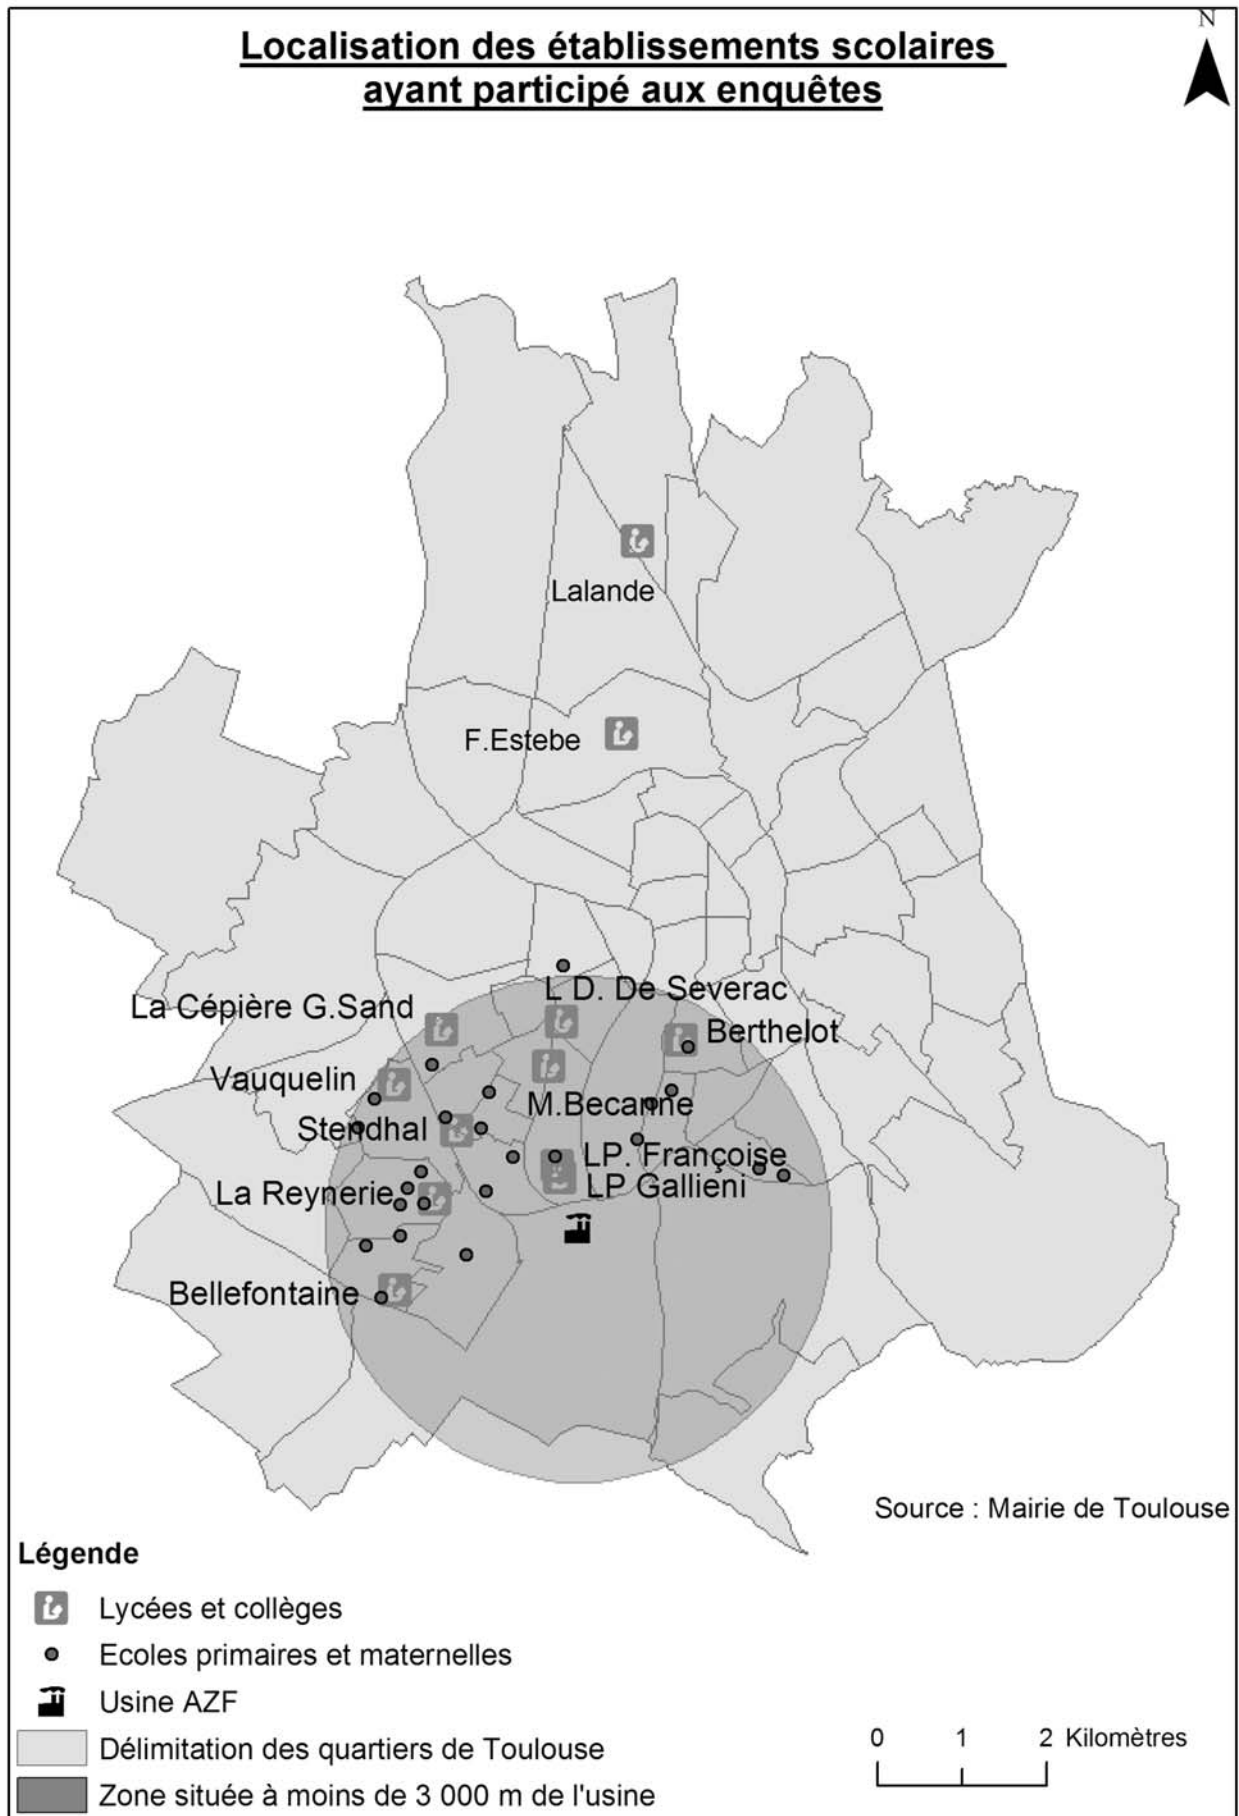 N
Localisation des établissements scolaires
ayant participé aux enquêtes
Lalande
F.Estebe
L D. De Severac
La Cépière G.Sand
Berthelot
Vauquelin
M.Becanne
Stendhal
LP. Françoise
LP Gallieni
La Reynerie
Bellefontaine
Source : Mairie de Toulouse
Légende
Lycées et collèges
Ecoles primaires et maternelles
Usine AZF
Délimitation des quartiers de Toulouse
Zone située à moins de 3 000 m de l'usine
0 1 2 Kilomètres